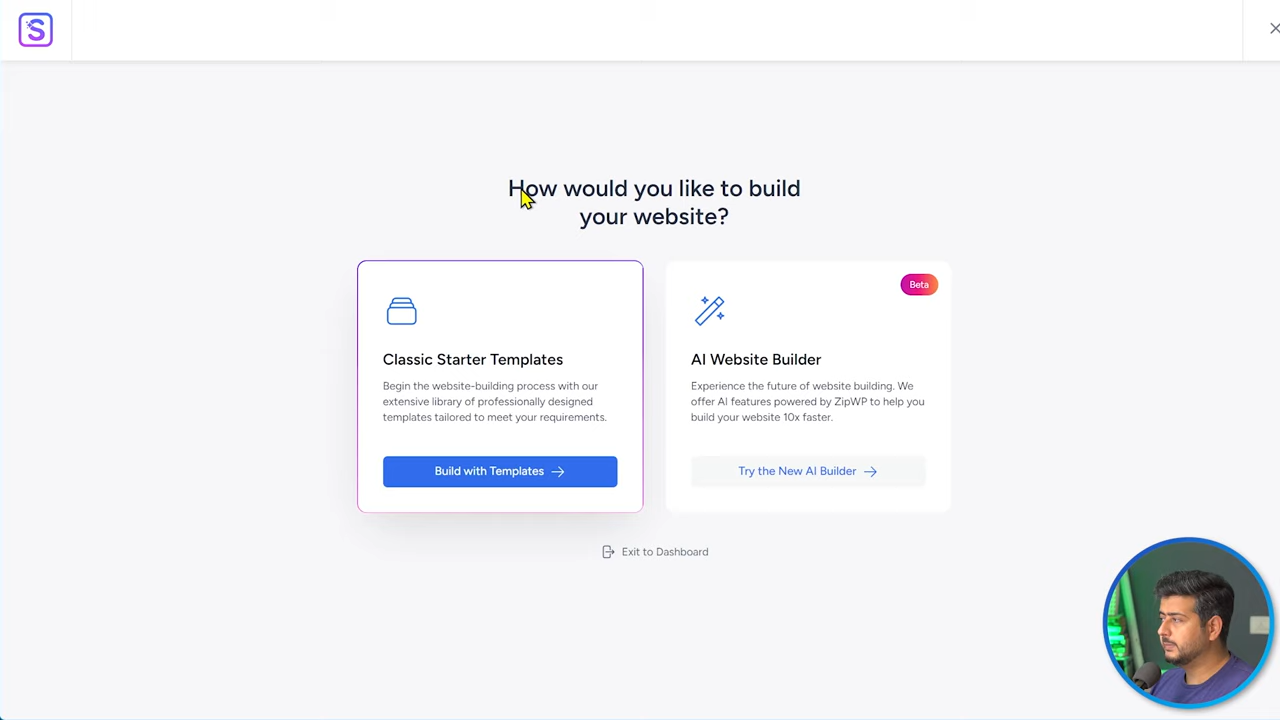 S
How would you like to build
your website?
Beta
Classic Starter Templates
Begin the website-building process with our
extensive library of professionally designed
templates tailored to meet your requirements.
Build with Templates
AI Website Builder
Experience the future of website building. We
offer AI features powered by ZipWP to help you
build your website 10x faster.
Try the New AI Builder
Exit to Dashboard